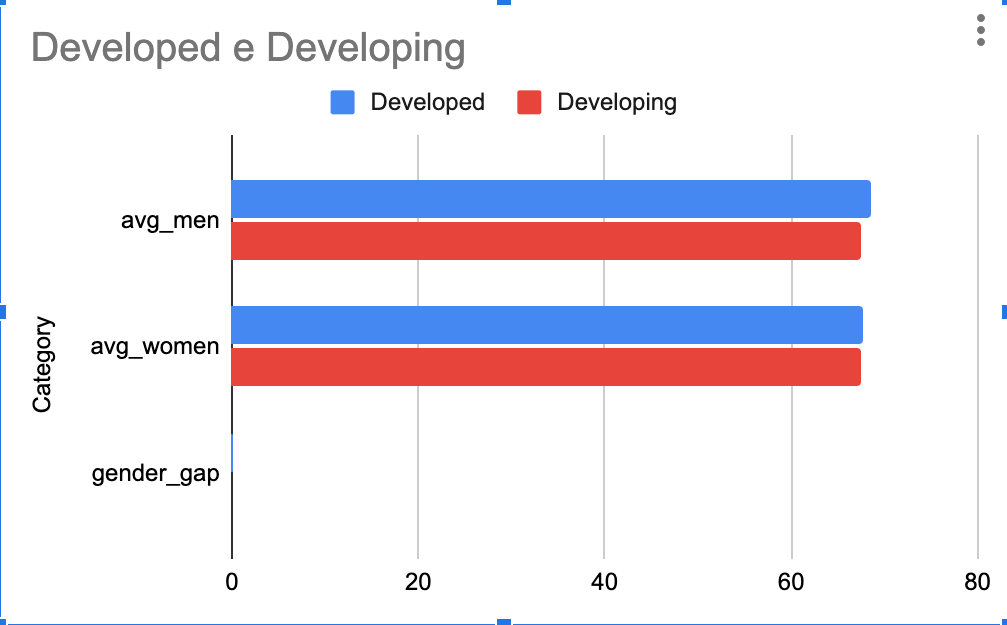 Developed e Developing
Developed
Developing
avg_men
avg_women
gender_gap
Category
0
20
40
60
80